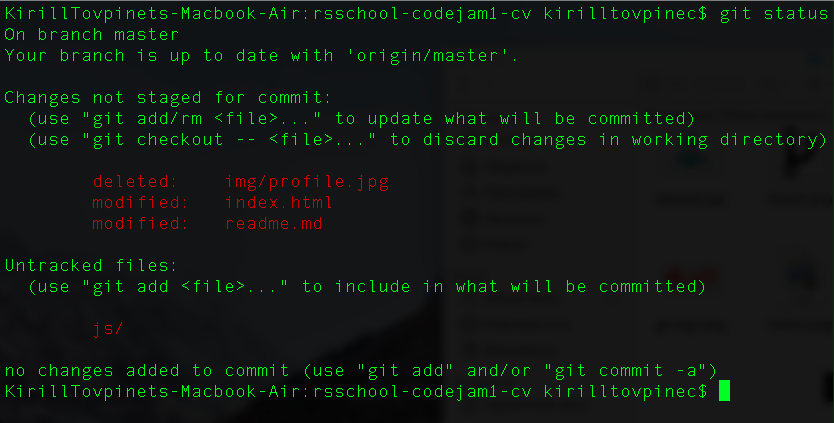 KirillTovpinets-Macbook-Air:rsschool-codejam1-cv kirilltovpinec$ git status
On branch master
Your branch is up to date with 'origin/master'.
Changes not staged for commit:
(use "git add/rm <file>..." to update what will be committed)
(use "git checkout -- <file>..." to discard changes in working directory)
deleted: img/profile.jpg
modified: index.html
modified: readme.md
Untracked files:
(use "git add <file>..." to include in what will be committed)
js/
no changes added to commit (use "git add" and/or "git commit -a")
KirillTovpinets-Macbook-Air:rsschool-codejam1-cv kirilltovpinec$